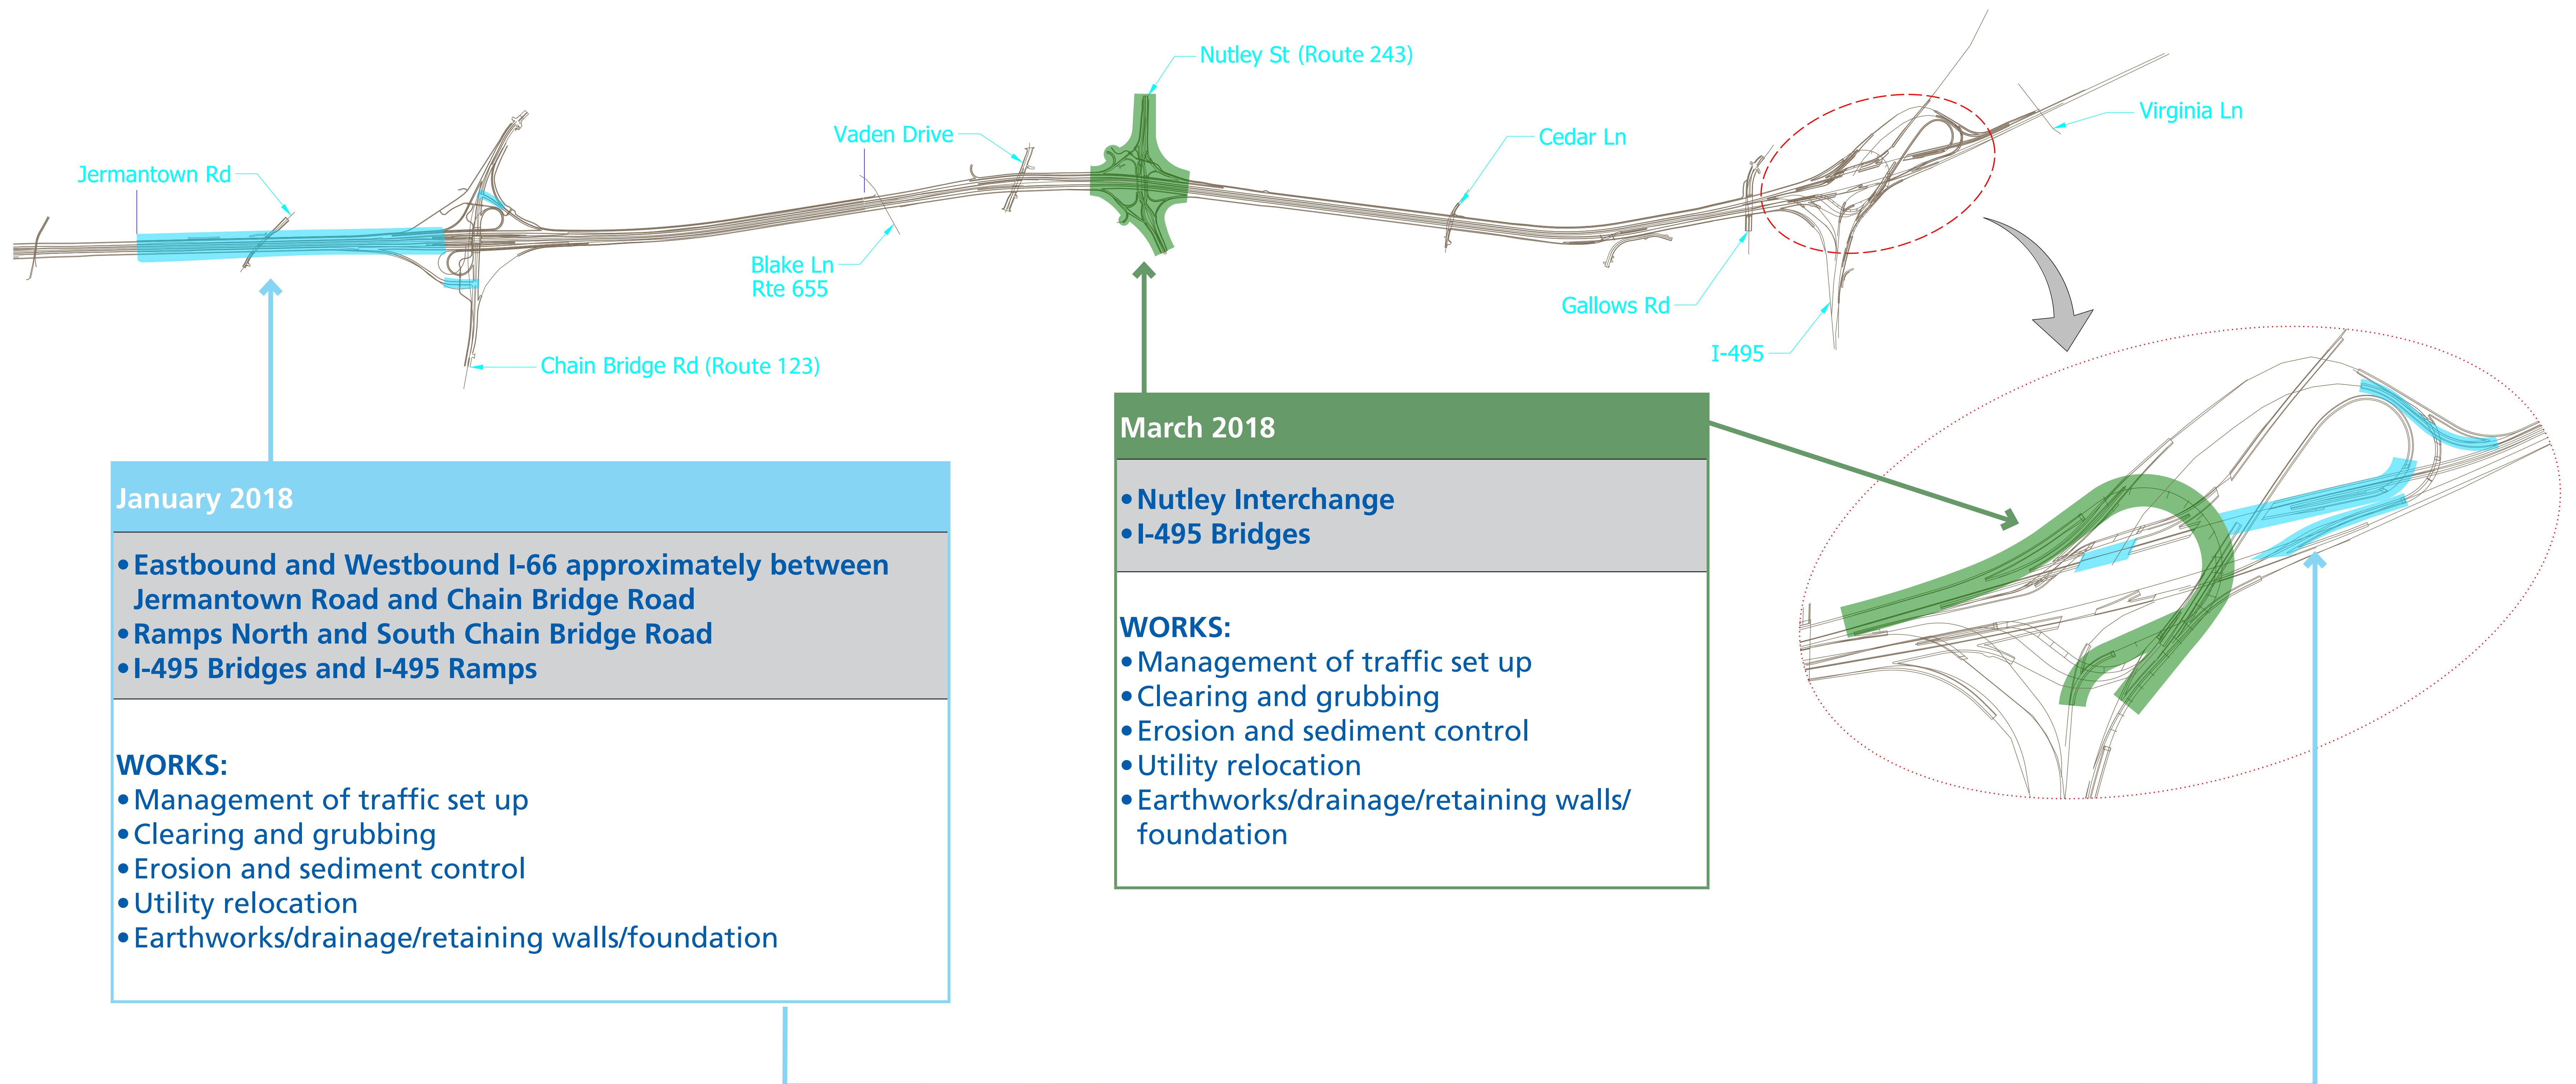 Nutley St (Route 243)
Virginia Ln
Vaden Drive
Cedar Ln
Jermantown Rd
Blake Ln
Rte 655
Gallows Rd
I-495
Chain Bridge Rd (Route 123)
January 2018
•Eastbound and Westbound I-66 approximately between
Jermantown Road and Chain Bridge Road
•Ramps North and South Chain Bridge Road
•I-495 Bridges and I-495 Ramps
WORKS:
•Management of traffic set up
•Clearing and grubbing
•Erosion and sediment control
•Utility relocation
•Earthworks/drainage/retaining walls/foundation
March 2018
•Nutley Interchange
•I-495 Bridges
WORKS:
•Management of traffic set up
•Clearing and grubbing
•Erosion and sediment control
•Utility relocation
•Earthworks/drainage/retaining walls/
foundation